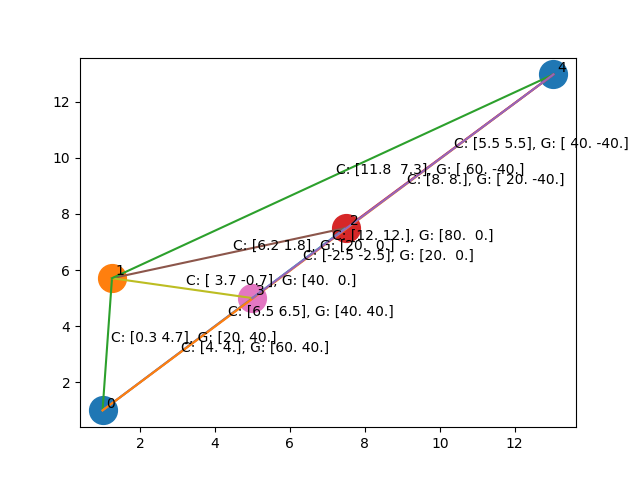 4
C: [5.5 5.5], G: [ 40. -40.]
C: [11.8  7.3], G: [ 60. -40.]
C: [8. 8.], G: [ 20. -40.]
2
C: [12. 12.], G: [80.  0.]
C: [6.2 1.8], G: [20.  0.]
C: [-2.5 -2.5], G: [20.  0.]
1
C: [ 3.7 -0.7], G: [40.  0.]
3
C: [6.5 6.5], G: [40. 40.]
C: [0.3 4.7], G: [20. 40.]
C: [4. 4.], G: [60. 40.]
0
12
10
8
6
4
2
2 4 6 8 10 12